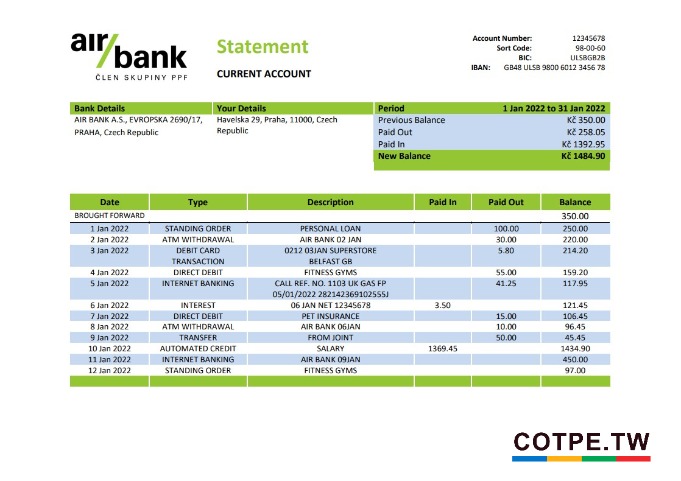 air bank
ČLEN SKUPINY PPF
Statement
CURRENT ACCOUNT
Account Number: 12345678
Sort Code: 98-00-60
BIC: ULSBGB2B
IBAN: GB48 ULSB 9800 6012 3456 78
Bank Details Your Details
AIR BANK A.S., EVROPSKA 2690/17, Havelska 29, Praha, 11000, Czech
PRAHA, Czech Republic Republic
Period 1 Jan 2022 to 31 Jan 2022
Previous Balance Kč 350.00
Paid Out Kč 258.05
Paid In Kč 1392.95
New Balance Kč 1484.90
Date Type Description Paid In Paid Out Balance
BROUGHT FORWARD 350.00
1 Jan 2022 STANDING ORDER PERSONAL LOAN 100.00 250.00
2 Jan 2022 ATM WITHDRAWAL AIR BANK 02 JAN 30.00 220.00
3 Jan 2022 DEBIT CARD 0212 03JAN SUPERSTORE 5.80 214.20
TRANSACTION BELFAST GB
4 Jan 2022 DIRECT DEBIT FITNESS GYMS 55.00 159.20
5 Jan 2022 INTERNET BANKING CALL REF. NO. 1103 UK GAS FP 41.25 117.95
05/01/2022 282142369102555J
6 Jan 2022 INTEREST 06 JAN NET 12345678 3.50 121.45
7 Jan 2022 DIRECT DEBIT PET INSURANCE 15.00 106.45
8 Jan 2022 ATM WITHDRAWAL AIR BANK 06JAN 10.00 96.45
9 Jan 2022 TRANSFER FROM JOINT 50.00 45.45
10 Jan 2022 AUTOMATED CREDIT SALARY 1369.45 1434.90
11 Jan 2022 INTERNET BANKING AIR BANK 09JAN 450.00
12 Jan 2022 STANDING ORDER FITNESS GYMS 97.00
COTPE.TW